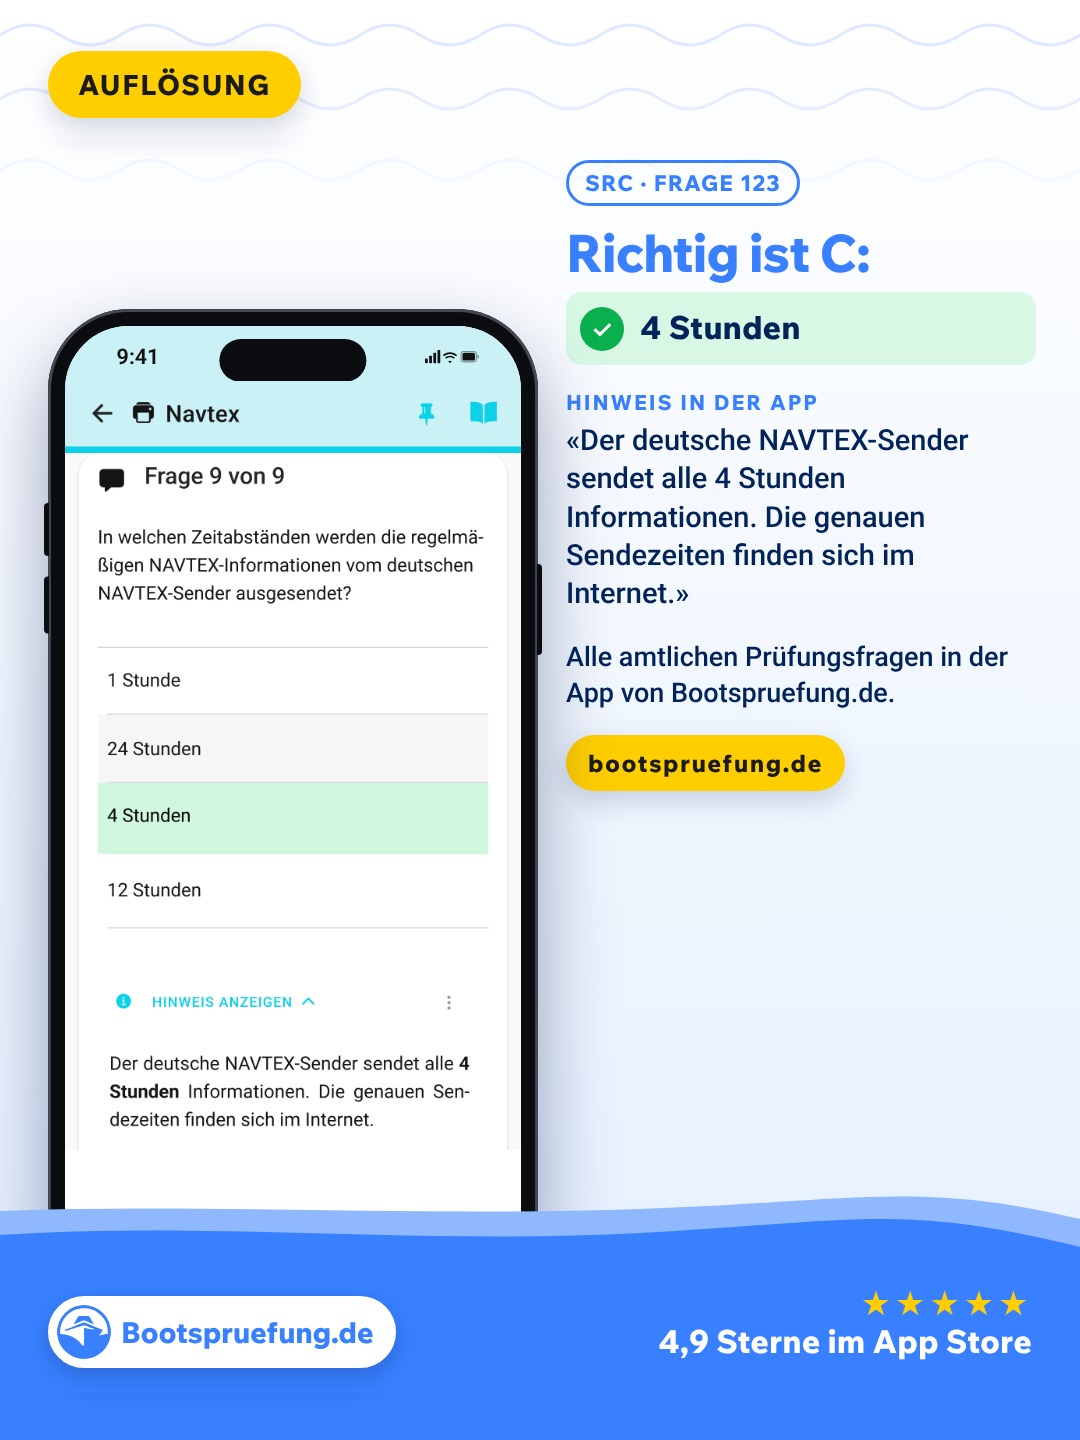 AUFLÖSUNG
SRC · FRAGE 123
Richtig ist C:
4 Stunden
HINWEIS IN DER APP
«Der deutsche NAVTEX-Sender
sendet alle 4 Stunden
Informationen. Die genauen
Sendezeiten finden sich im
Internet.»
Alle amtlichen Prüfungsfragen in der
App von Bootspruefung.de.
bootspruefung.de
9:41
Navtex
Frage 9 von 9
In welchen Zeitabständen werden die regelmä-
ßigen NAVTEX-Informationen vom deutschen
NAVTEX-Sender ausgesendet?
1 Stunde
24 Stunden
4 Stunden
12 Stunden
HINWEIS ANZEIGEN
Der deutsche NAVTEX-Sender sendet alle 4
Stunden Informationen. Die genauen Sen-
dezeiten finden sich im Internet.
Bootspruefung.de
4,9 Sterne im App Store